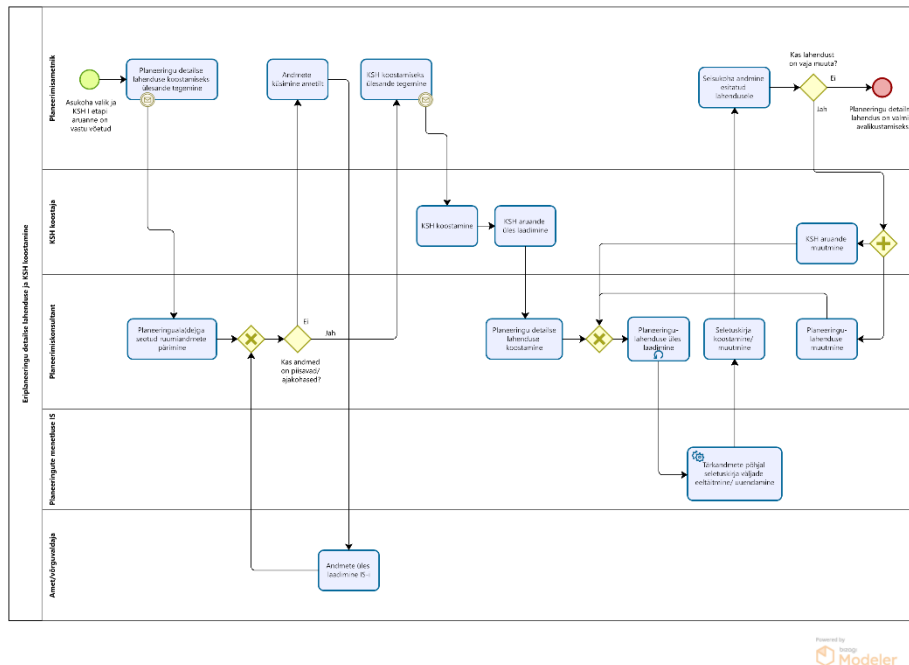 Eriplaneeringu detailse lahenduse ja KSH koostamine
Planeerimisametnik
Asukoha valik ja
KSH I etapi
aruanne on
vastu võetud
Planeeringu detailse
lahenduse koostamiseks
ülesande tegemine
Andmete
küsimine ametilt
KSH koostamiseks
ülesande tegemine
Seisukoha andmine
esitatud
lahendusele
Kas lahendust
on vaja muuta?
Ei
Jah
Planeeringu detailse
lahendus on valmis
avalikustamiseks
KSH koostaja
KSH koostamine
KSH aruande
üles laadimine
KSH aruande
muutmine
Planeerimiskonsultant
Planeeringuala(de)ga
seotud ruumiandmete
pärimine
Ei
Jah
Kas andmed
on piisavad/
ajakohased?
Planeeringu detailse
lahenduse
koostamine
Planeeringu-
lahenduse üles
laadimine
Seletuskirja
koostamine/
muutmine
Planeeringu-
lahenduse
muutmine
Planeeringute menetluse IS
Tärkandmete põhjal
seletuskirja väljade
eeltäitmine/ uuendamine
Amet/võrguvaldaja
Andmete üles
laadimine IS-i
Powered by
bizagi
Modeler